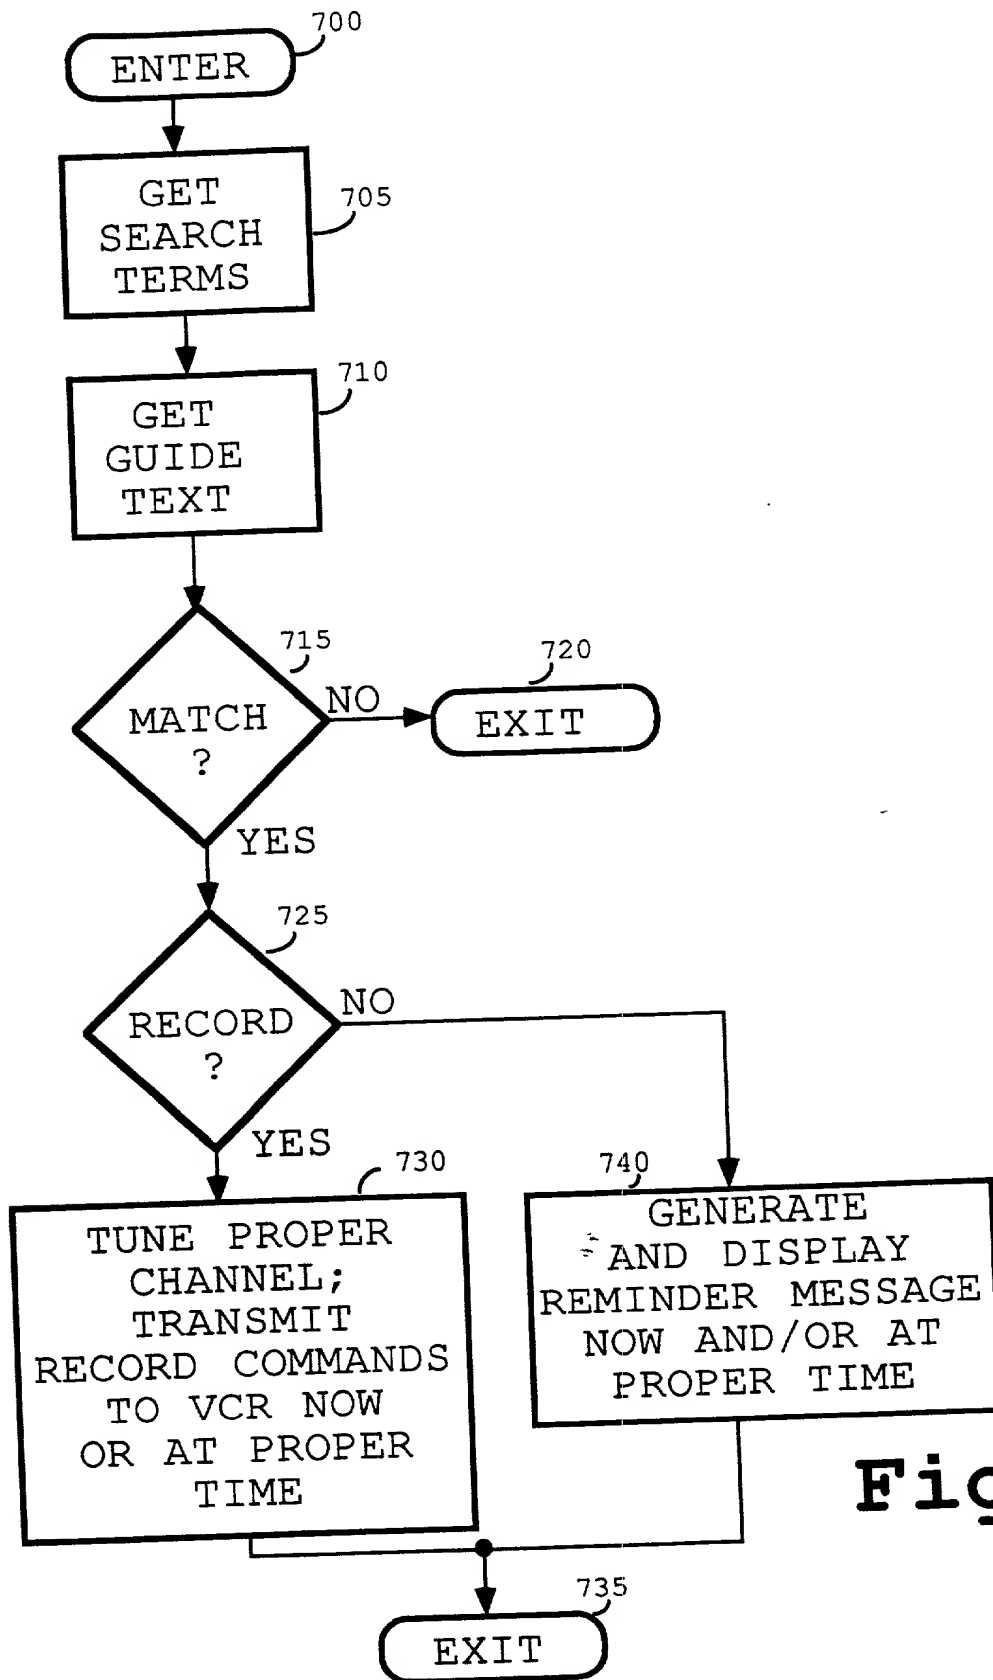 700
ENTER
GET
SEARCH
TERMS
705
GET
GUIDE
TEXT
710
MATCH
?
715
NO
720
EXIT
YES
725
RECORD
?
NO
YES
730
TUNE PROPER
CHANNEL;
TRANSMIT
RECORD COMMANDS
TO VCR NOW
OR AT PROPER
TIME
740
GENERATE
AND DISPLAY
REMINDER MESSAGE
NOW AND/OR AT
PROPER TIME
Fig
735
EXIT